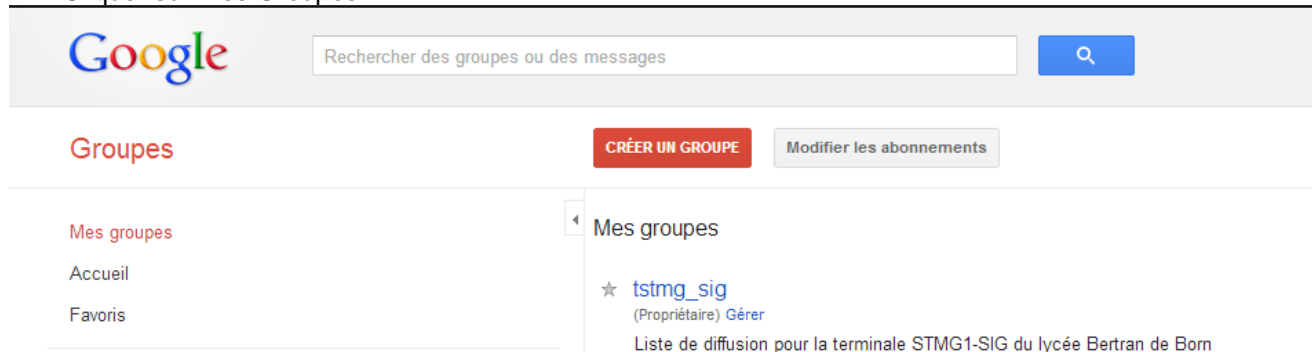 Google
Rechercher des groupes ou des messages
Groupes
CRÉER UN GROUPE
Modifier les abonnements
Mes groupes
Accueil
Favoris
Mes groupes
tstmg_sig
(Propriétaire) Gérer
Liste de diffusion pour la terminale STMG1-SIG du lycée Bertran de Born